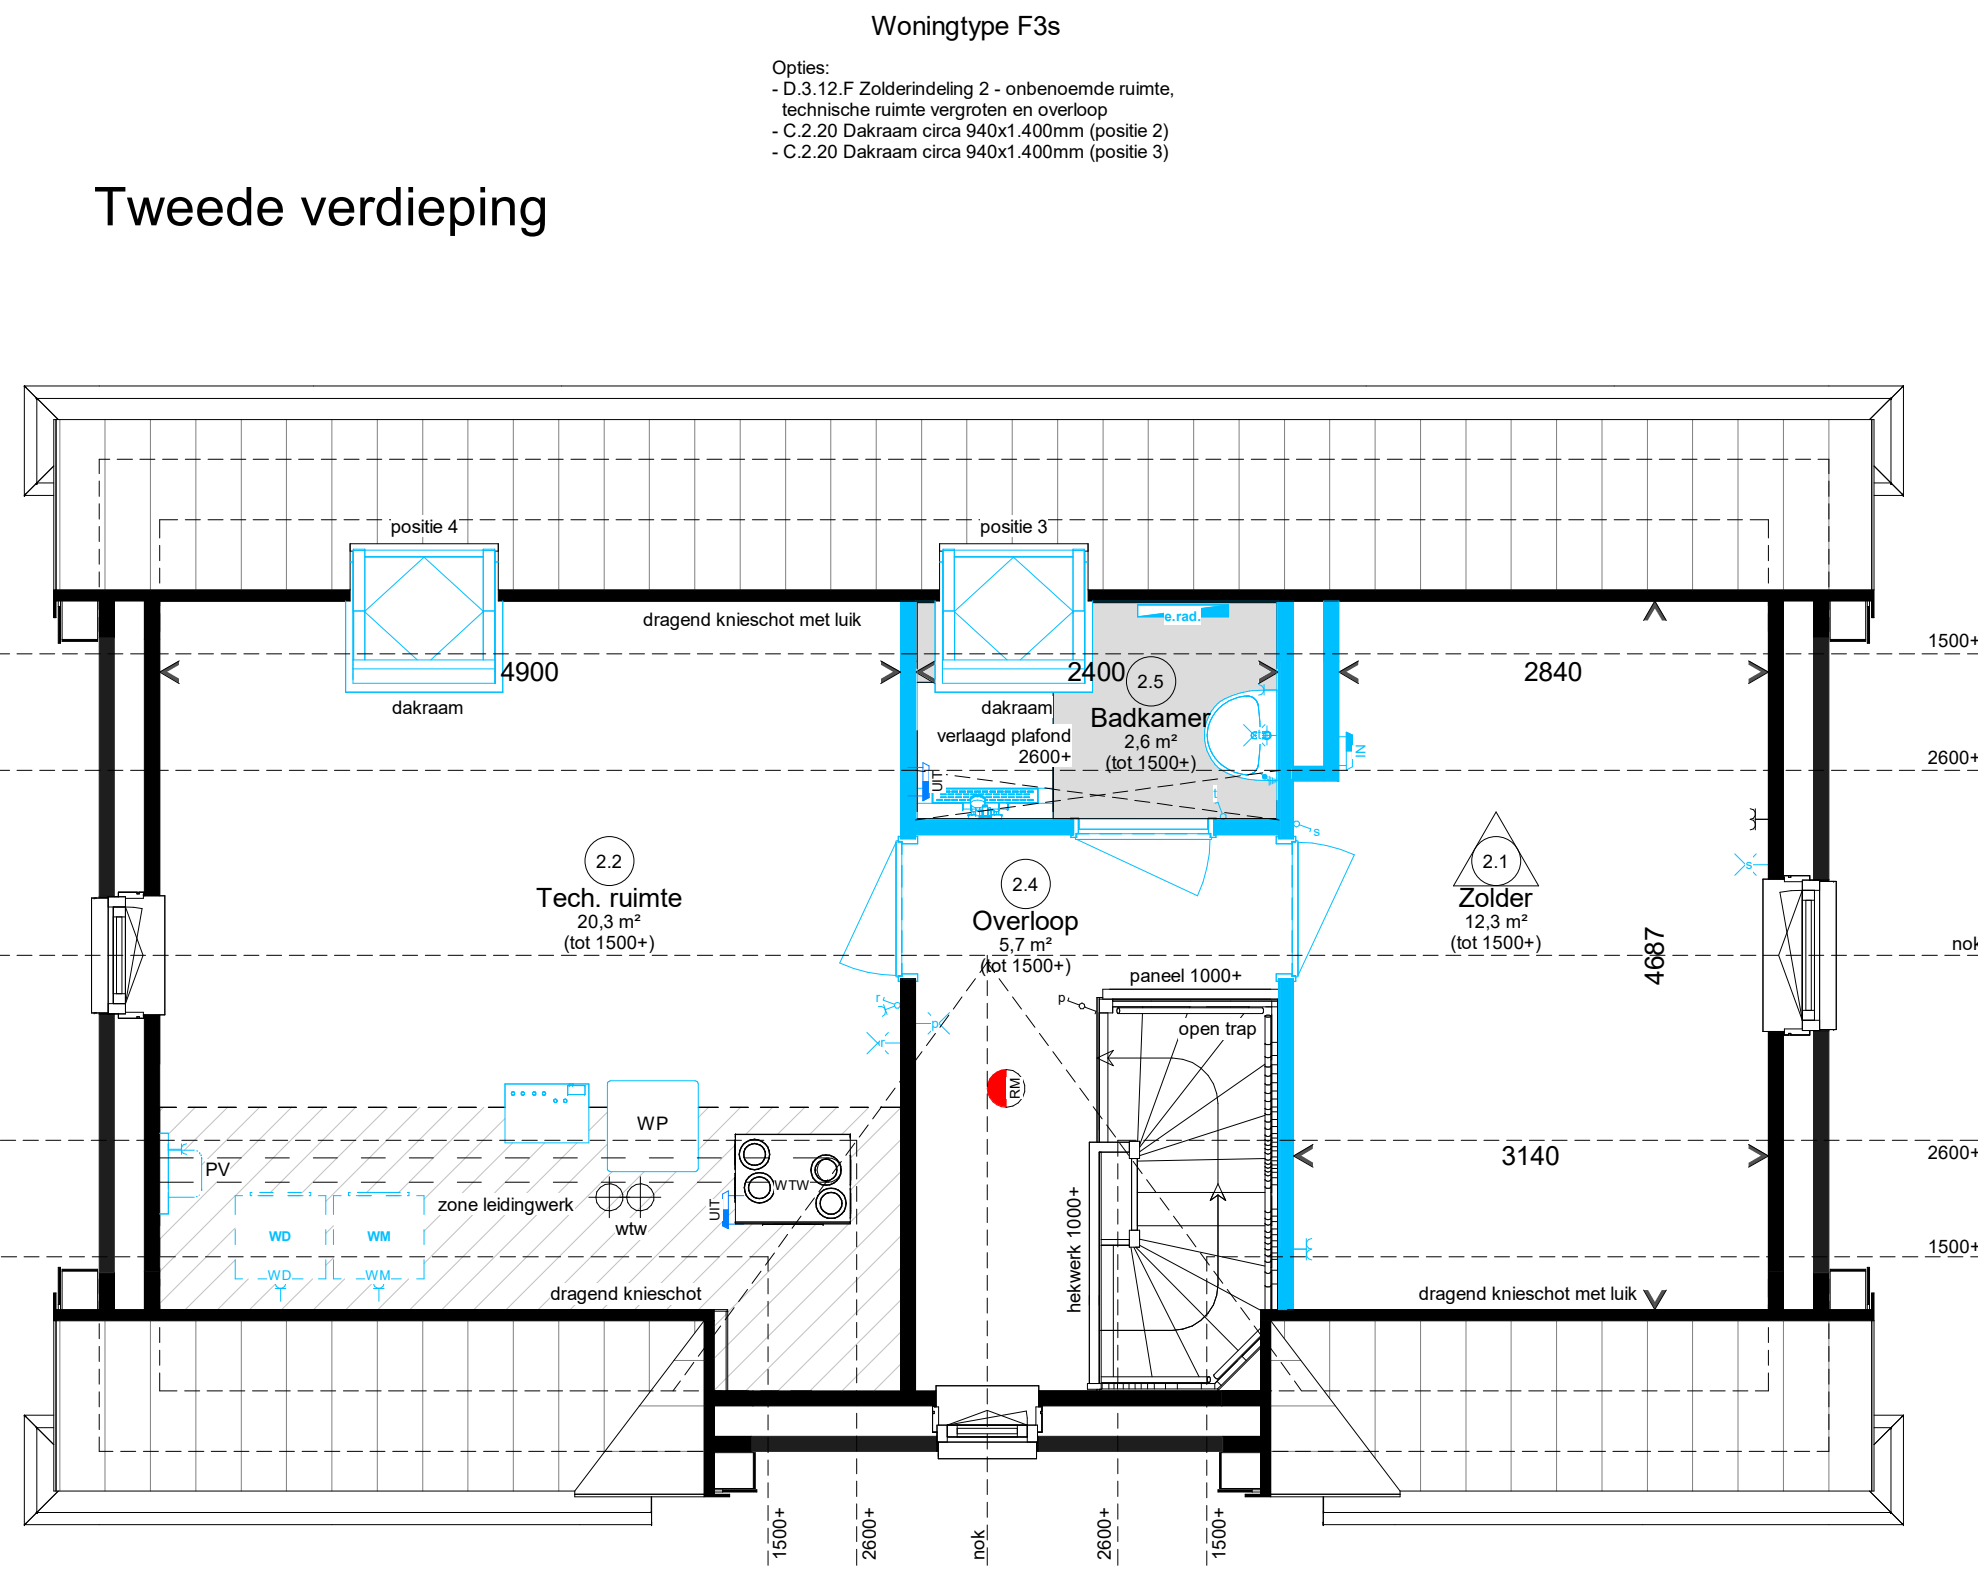 Woningtype F3s
Opties:
- D.3.12.F Zolderindeling 2 - onbenoemde ruimte,
technische ruimte vergroten en overloop
- C.2.20 Dakraam circa 940x1.400mm (positie 2)
- C.2.20 Dakraam circa 940x1.400mm (positie 3)
Tweede verdieping
positie 4
positie 3
dragend knieschot met luik
e.rad.
1500+
4900
2400
2840
2.5
dakraam
dakraam
Badkamer
verlaagd plafond
2600+
2,6 m²
(tot 1500+)
IN
2600+
UIT
t
s
2.2
Tech. ruimte
20,3 m²
(tot 1500+)
2.4
Overloop
5,7 m²
(tot 1500+)
2.1
Zolder
12,3 m²
(tot 1500+)
s
nok
4687
paneel 1000+
r
p
p
r
open trap
RM
WP
PV
WTW
3140
2600+
zone leidingwerk
wtw
UIT
hekwerk 1000+
WD
WM
WD
WM
1500+
dragend knieschot
dragend knieschot met luik
1500+
2600+
nok
2600+
1500+